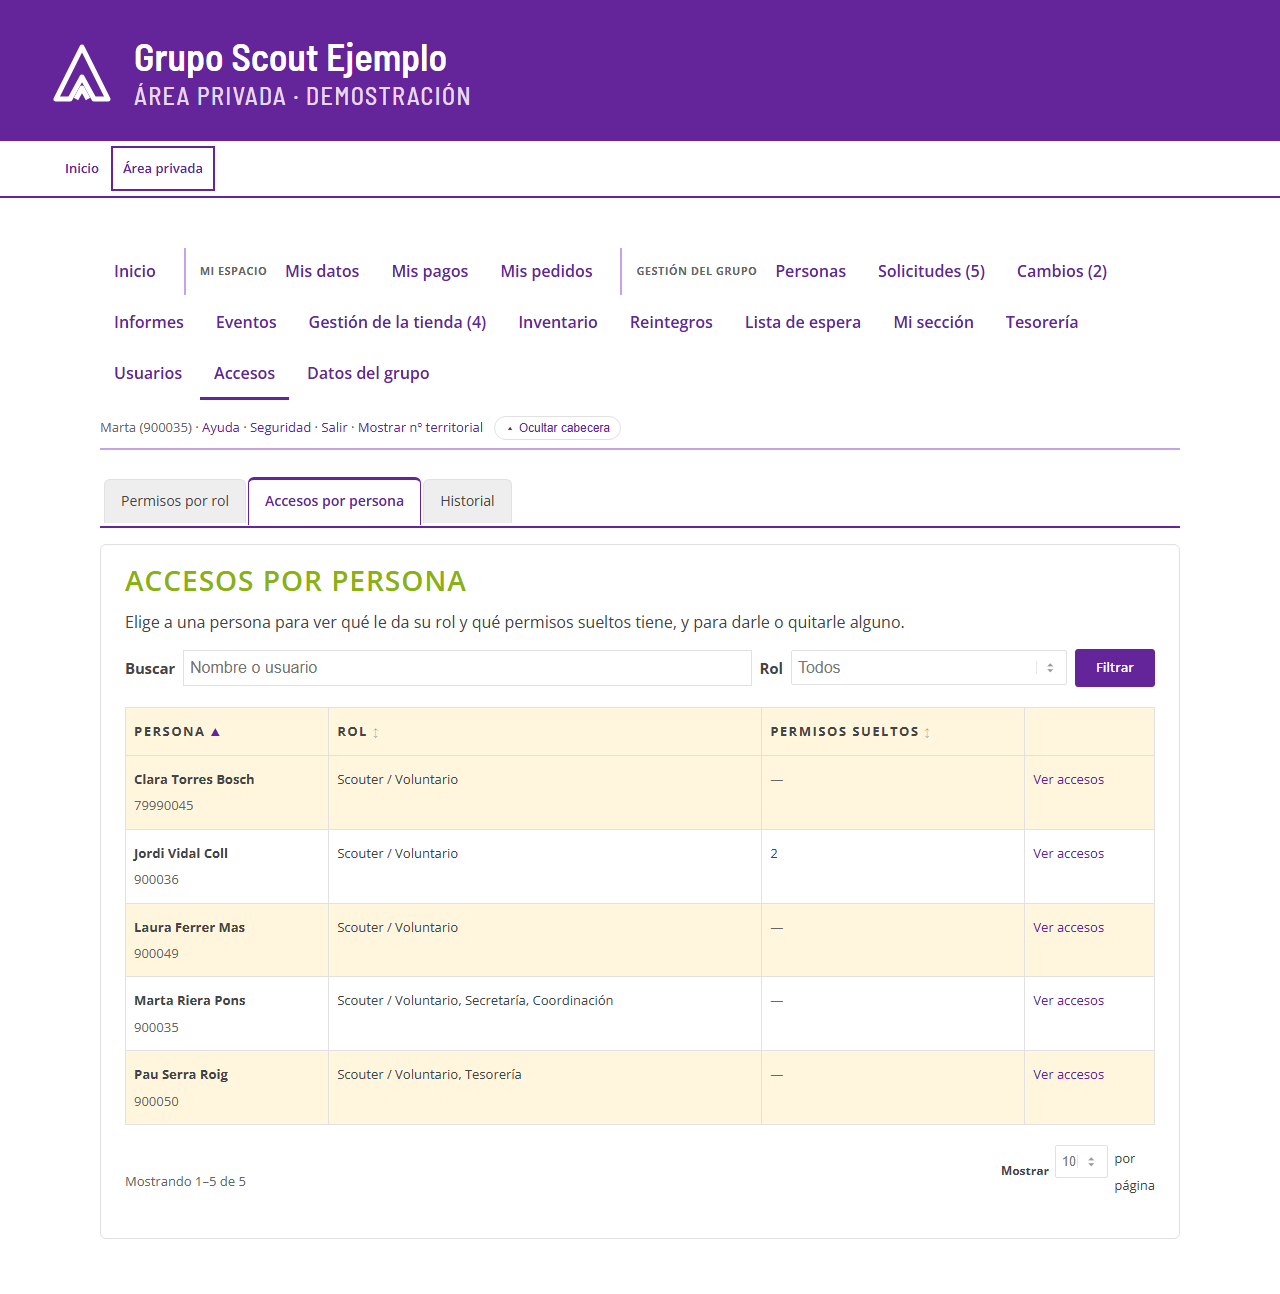 Grupo Scout Ejemplo
ÁREA PRIVADA · DEMOSTRACIÓN
Inicio Área privada
Inicio MI ESPACIO Mis datos Mis pagos Mis pedidos GESTIÓN DEL GRUPO Personas Solicitudes (5) Cambios (2)
Informes Eventos Gestión de la tienda (4) Inventario Reintegros Lista de espera Mi sección Tesorería
Usuarios Accesos Datos del grupo
Marta (900035) · Ayuda · Seguridad · Salir · Mostrar nº territorial ▲ Ocultar cabecera
Permisos por rol Accesos por persona Historial
ACCESOS POR PERSONA
Elige a una persona para ver qué le da su rol y qué permisos sueltos tiene, y para darle o quitarle alguno.
Buscar Nombre o usuario Rol Todos Filtrar
PERSONA ▲ ROL ↕ PERMISOS SUELTOS ↕
Clara Torres Bosch Scouter / Voluntario — Ver accesos
79990045
Jordi Vidal Coll Scouter / Voluntario 2 Ver accesos
900036
Laura Ferrer Mas Scouter / Voluntario — Ver accesos
900049
Marta Riera Pons Scouter / Voluntario, Secretaría, Coordinación — Ver accesos
900035
Pau Serra Roig Scouter / Voluntario, Tesorería — Ver accesos
900050
Mostrando 1–5 de 5 Mostrar 10 por página